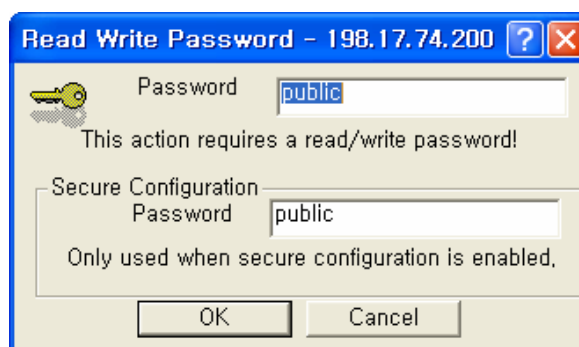 Read Write Password - 198.17.74.200
Password public
This action requires a read/write password!
Secure Configuration
Password public
Only used when secure configuration is enabled,
OK Cancel